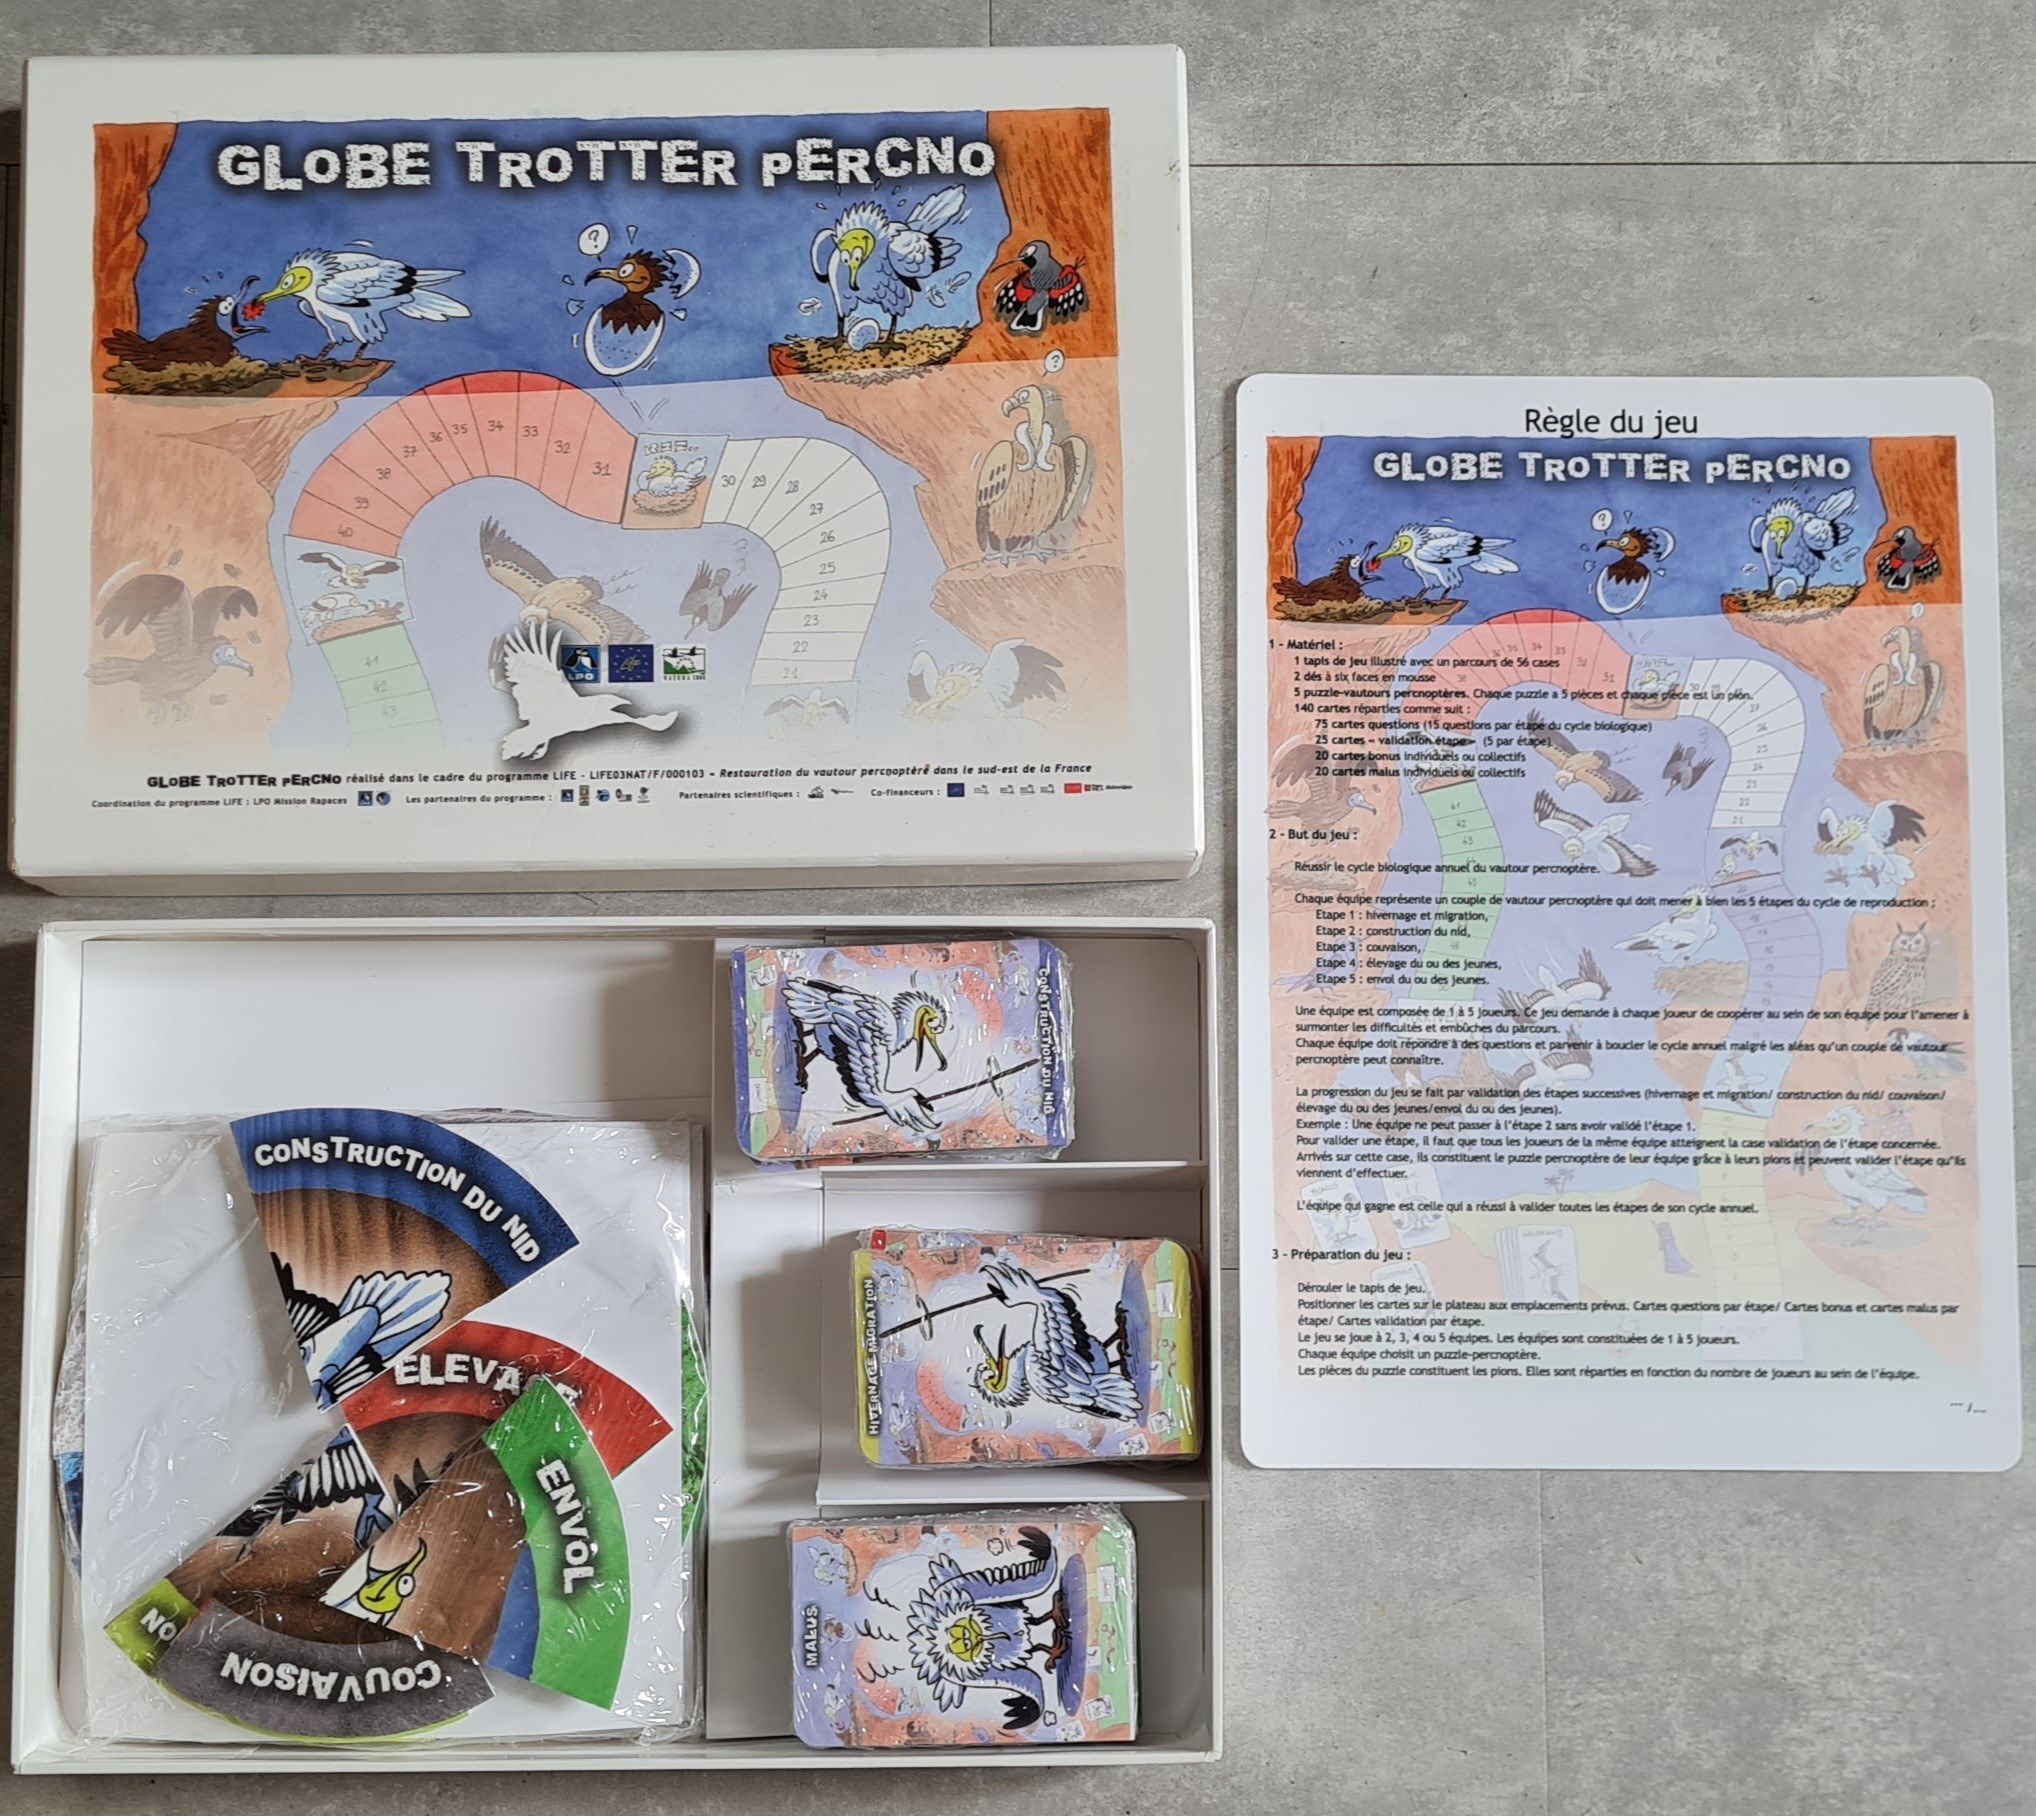 GLOBE TROTTER PERCNO
?
?
40 39 38 37 36 35 34 33 32 31
30 29 28 27 26 25 24 23 22 21
41
42
43
LPO Life NATURA 2000
GLOBE TROTTER PERCNO réalisé dans le cadre du programme LIFE - LIFE03NAT/F/000103 - Restauration du vautour percnoptère dans le sud-est de la France
Coordination du programme LIFE : LPO Mission Rapaces Les partenaires du programme : Partenaires scientifiques : Co-financeurs :
CONSTRUCTION DU NID
HIVERNAGE MIGRATION
MALUS
CONSTRUCTION DU NID
ELEVA
ENVOL
COUVAISON
ON
Règle du jeu
GLOBE TROTTER PERCNO
1 - Matériel :
1 tapis de jeu illustré avec un parcours de 56 cases
2 dés à six faces en mousse
5 puzzle-vautours percnoptères. Chaque puzzle a 5 pièces et chaque pièce est un pion.
140 cartes réparties comme suit :
75 cartes questions (15 questions par étape du cycle biologique)
25 cartes « validation étape » (5 par étape)
20 cartes bonus individuels ou collectifs
20 cartes malus individuels ou collectifs
2 - But du jeu :
Réussir le cycle biologique annuel du vautour percnoptère.
Chaque équipe représente un couple de vautour percnoptère qui doit mener à bien les 5 étapes du cycle de reproduction :
Etape 1 : hivernage et migration,
Etape 2 : construction du nid,
Etape 3 : couvaison,
Etape 4 : élevage du ou des jeunes,
Etape 5 : envol du ou des jeunes.
Une équipe est composée de 1 à 5 joueurs. Ce jeu demande à chaque joueur de coopérer au sein de son équipe pour l'amener à
surmonter les difficultés et embûches du parcours.
Chaque équipe doit répondre à des questions et parvenir à boucler le cycle annuel malgré les aléas qu'un couple de vautour
percnoptère peut connaître.
La progression du jeu se fait par validation des étapes successives (hivernage et migration/ construction du nid/ couvaison/
élevage du ou des jeunes/envol du ou des jeunes).
Exemple : Une équipe ne peut passer à l'étape 2 sans avoir validé l'étape 1.
Pour valider une étape, il faut que tous les joueurs de la même équipe atteignent la case validation de l'étape concernée.
Arrivés sur cette case, ils constituent le puzzle percnoptère de leur équipe grâce à leurs pions et peuvent valider l'étape qu'ils
viennent d'effectuer.
L'équipe qui gagne est celle qui a réussi à valider toutes les étapes de son cycle annuel.
3 - Préparation du jeu :
Dérouler le tapis de jeu.
Positionner les cartes sur le plateau aux emplacements prévus. Cartes questions par étape/ Cartes bonus et cartes malus par
étape/ Cartes validation par étape.
Le jeu se joue à 2, 3, 4 ou 5 équipes. Les équipes sont constituées de 1 à 5 joueurs.
Chaque équipe choisit un puzzle-percnoptère.
Les pièces du puzzle constituent les pions. Elles sont réparties en fonction du nombre de joueurs au sein de l'équipe.